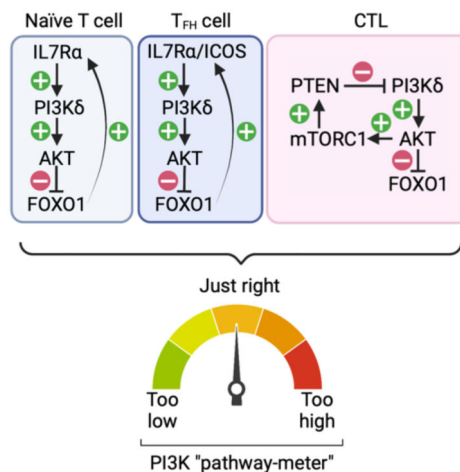 Naïve T cell
IL7Rα
PI3Kδ
AKT
FOXO1
TFH cell
IL7Rα/ICOS
PI3Kδ
AKT
FOXO1
CTL
PTEN PI3Kδ
mTORC1 AKT
FOXO1
Just right
Too low
Too high
PI3K "pathway-meter"